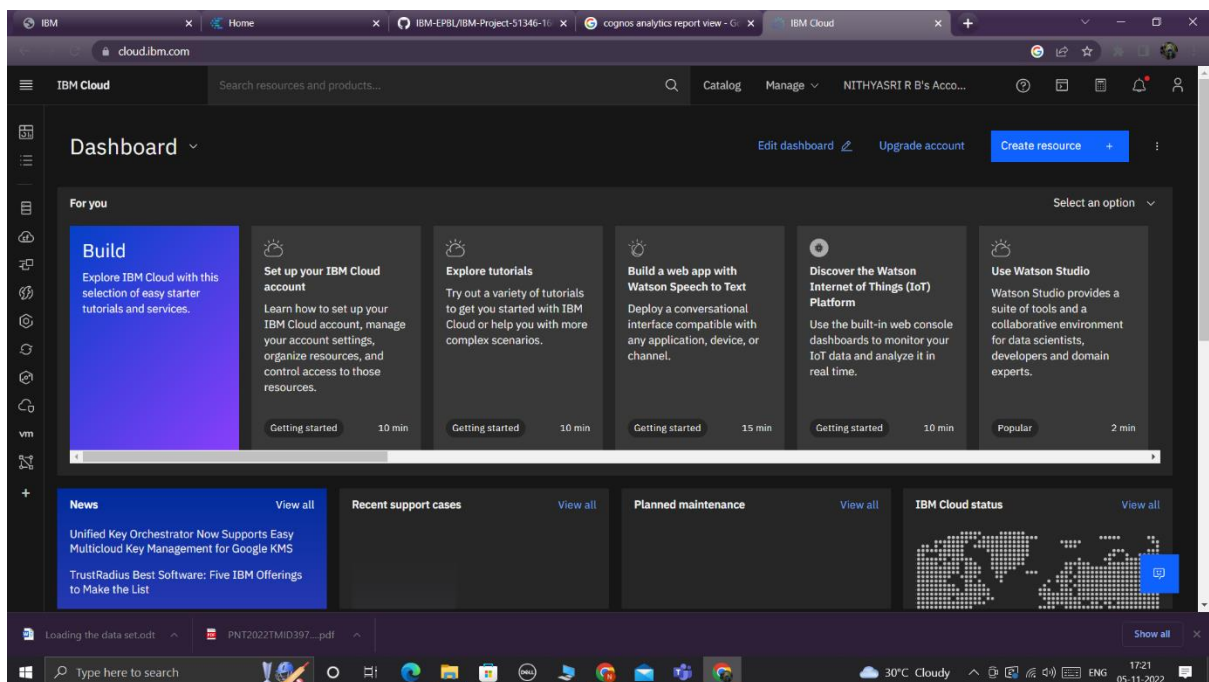 IBM
Home
IBM-EPBL/IBM-Project-51346-16
cognos analytics report view - Go
IBM Cloud
cloud.ibm.com
IBM Cloud
Search resources and products...
Catalog
Manage
NITHYASRI R B's Acco...
Dashboard
Edit dashboard
Upgrade account
Create resource +
For you
Select an option
Build
Explore IBM Cloud with this
selection of easy starter
tutorials and services.
Set up your IBM Cloud
account
Learn how to set up your
IBM Cloud account, manage
your account settings,
organize resources, and
control access to those
resources.
Getting started 10 min
Explore tutorials
Try out a variety of tutorials
to get you started with IBM
Cloud or help you with more
complex scenarios.
Getting started 10 min
Build a web app with
Watson Speech to Text
Deploy a conversational
interface compatible with
any application, device, or
channel.
Getting started 15 min
Discover the Watson
Internet of Things (IoT)
Platform
Use the built-in web console
dashboards to monitor your
IoT data and analyze it in
real time.
Getting started 10 min
Use Watson Studio
Watson Studio provides a
suite of tools and a
collaborative environment
for data scientists,
developers and domain
experts.
Popular 2 min
vm
News View all
Unified Key Orchestrator Now Supports Easy
Multicloud Key Management for Google KMS
TrustRadius Best Software: Five IBM Offerings
to Make the List
Recent support cases View all
Planned maintenance View all
IBM Cloud status View all
Loading the data set.odt
PNT2022TMID397....pdf
Show all
Type here to search
DELL
30°C Cloudy
ENG
17:21
05-11-2022